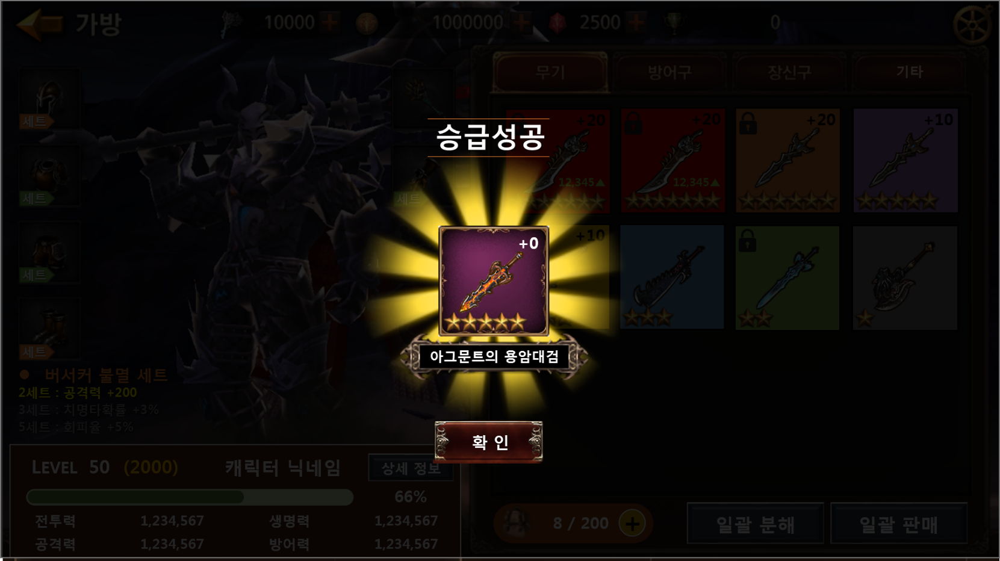 가방
10000
1000000
2500
0
무기
방어구
장신구
기타
세트
세트
세트
세트
세트
+20
12,345▲
+20
12,345▲
+20
+10
+10
승급성공
+0
아그문트의 용암대검
확 인
버서커 불멸 세트
2세트 : 공격력 +200
3세트 : 치명타확률 +3%
5세트 : 회피율 +5%
LEVEL 50 (2000)
캐릭터 닉네임
상세 정보
66%
전투력 1,234,567 생명력 1,234,567
공격력 1,234,567 방어력 1,234,567
8 / 200
일괄 분해
일괄 판매